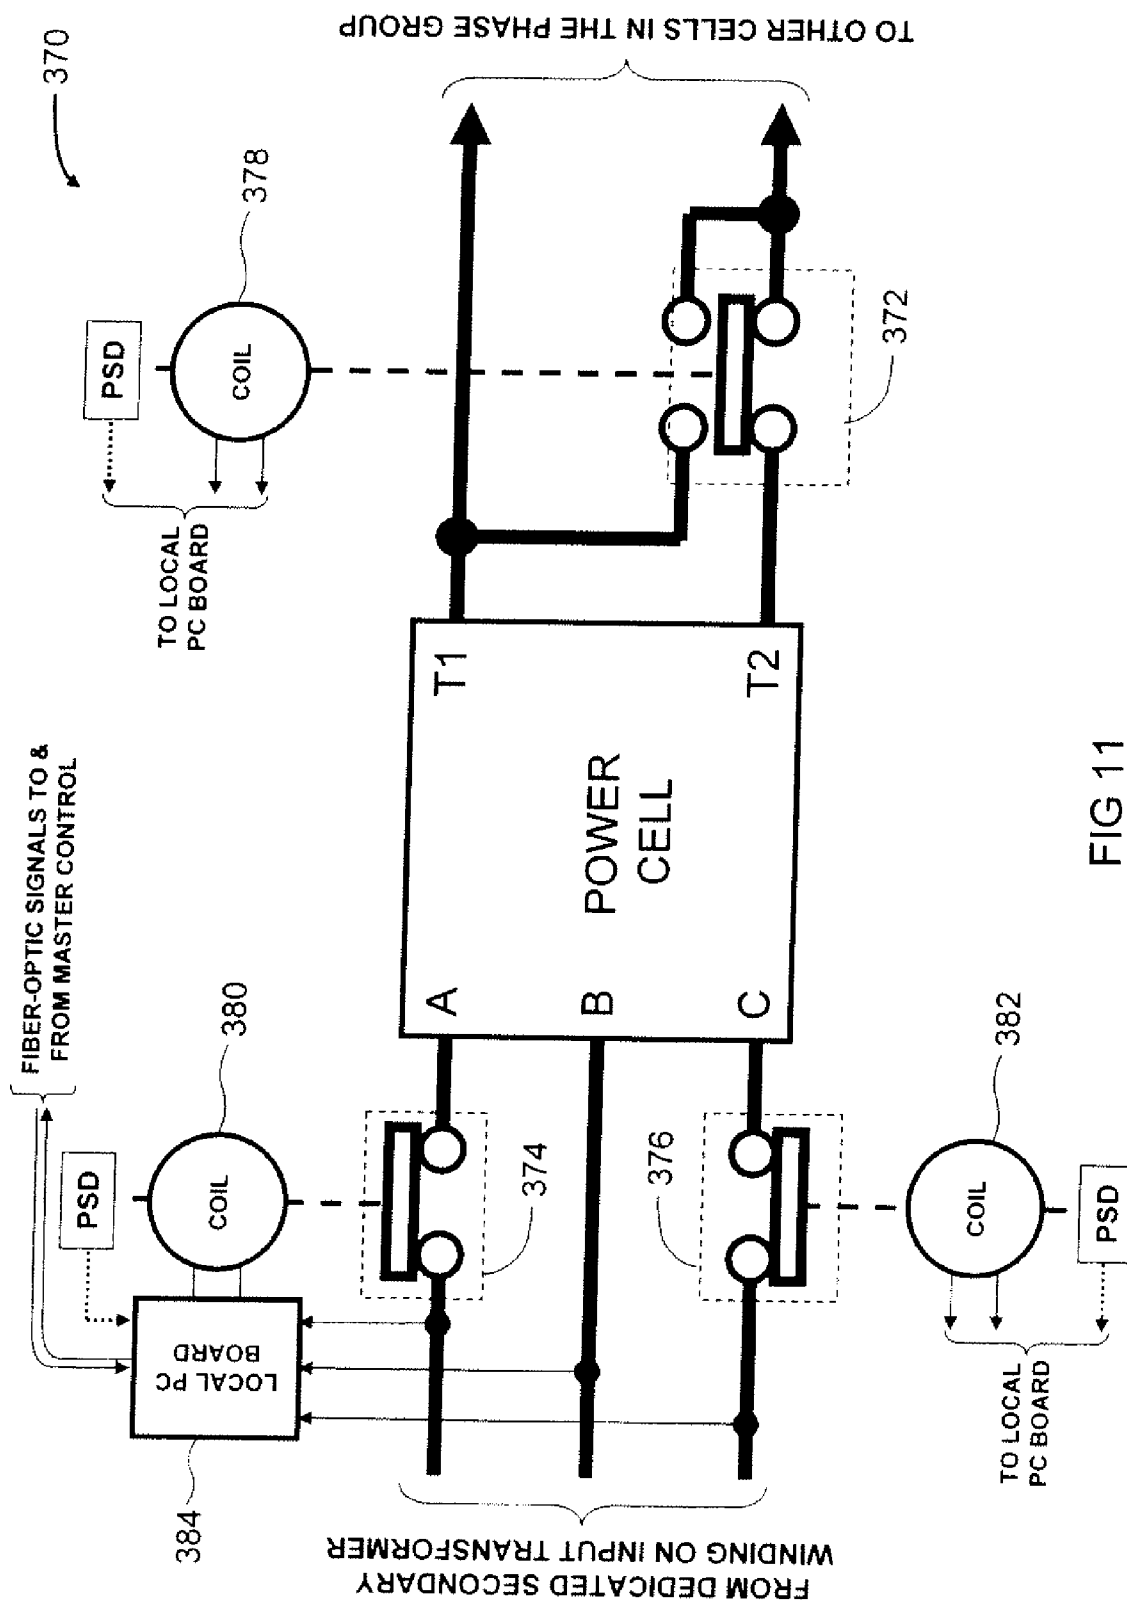 370
TO OTHER CELLS IN THE PHASE GROUP
378
PSD
COIL
TO LOCAL
PC BOARD
372
T1
T2
POWER
CELL
A
B
C
FIBER-OPTIC SIGNALS TO &
FROM MASTER CONTROL
380
PSD
COIL
374
376
382
COIL
PSD
TO LOCAL
PC BOARD
LOCAL PC
BOARD
384
FROM DEDICATED SECONDARY
WINDING ON INPUT TRANSFORMER
FIG 11